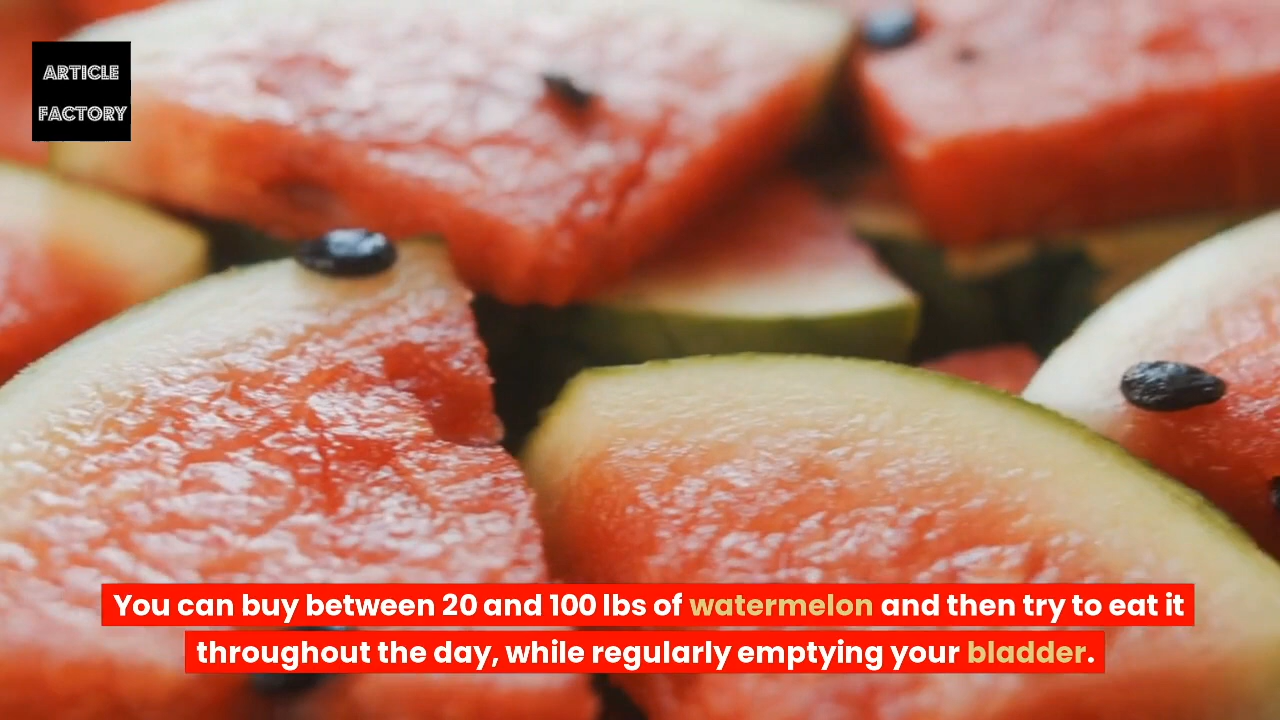 ARTICLE
FACTORY
You can buy between 20 and 100 lbs of watermelon and then try to eat it
throughout the day, while regularly emptying your bladder.